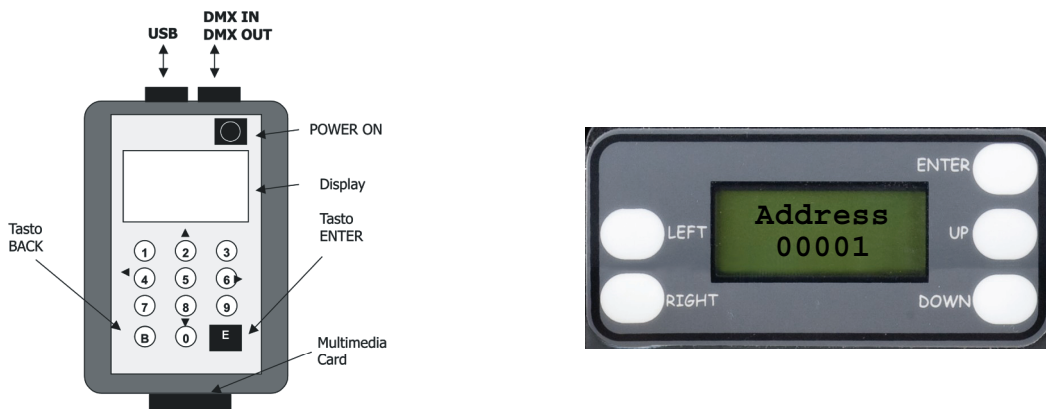 USB
DMX IN
DMX OUT
POWER ON
Display
Tasto
ENTER
Tasto
BACK
1 2 3
4 5 6
7 8 9
B 0 E
Multimedia
Card
ENTER
Address
00001
LEFT
UP
RIGHT
DOWN